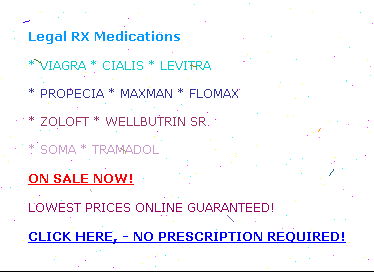 Legal RX Medications
* VIAGRA * CIALIS * LEVITRA
* PROPECIA * MAXMAN * FLOMAX
* ZOLOFT * WELLBUTRIN SR.
* SOMA * TRAMADOL
ON SALE NOW!
LOWEST PRICES ONLINE GUARANTEED!
CLICK HERE, - NO PRESCRIPTION REQUIRED!